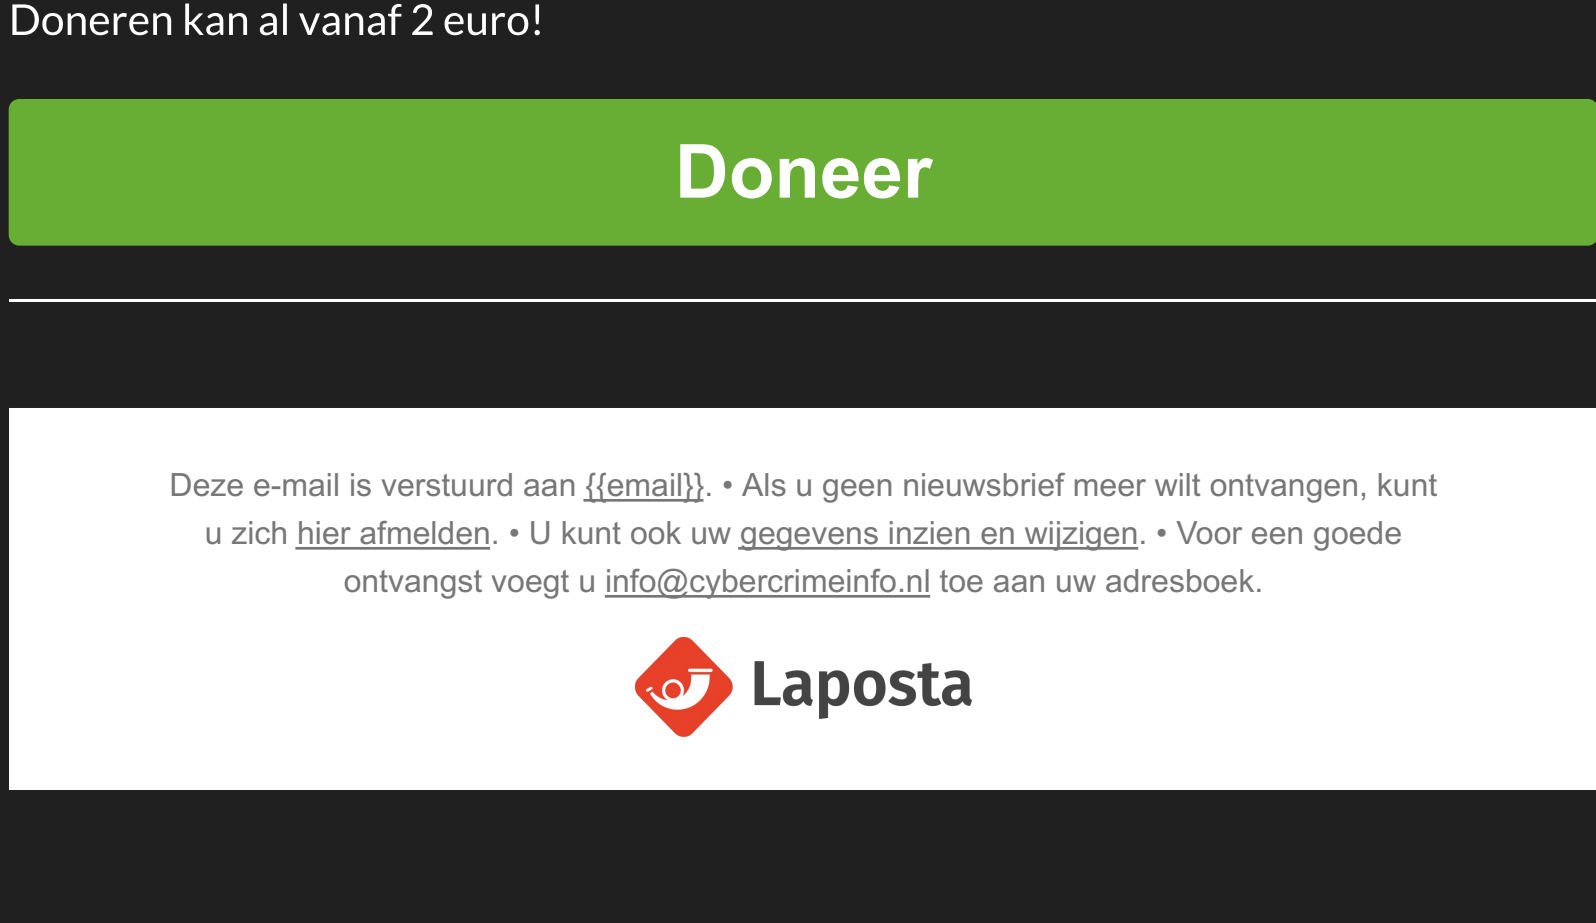 Doneren kan al vanaf 2 euro!
Doneer
Deze e-mail is verstuurd aan {{email}}. • Als u geen nieuwsbrief meer wilt ontvangen, kunt
u zich hier afmelden. • U kunt ook uw gegevens inzien en wijzigen. • Voor een goede
ontvangst voegt u info@cybercrimeinfo.nl toe aan uw adresboek.
Laposta